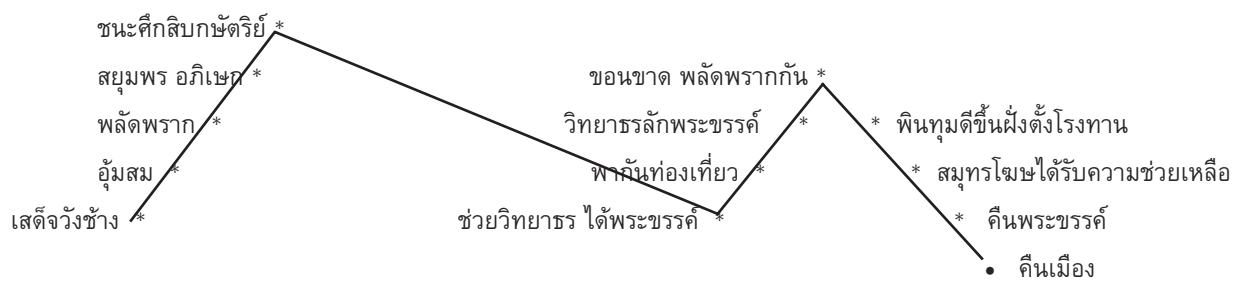 ชนะศึกสิบกษัตริย์ *
สยุมพร อภิเษก *
ขอนขาด พลัดพรากกัน *
พลัดพราก *
วิทยาธรลักพระขรรค์ *
* พินทุมดีขึ้นฝั่งตั้งโรงทาน
อุ้มสม *
พากันท่องเที่ยว *
* สมุทรโฆษได้รับความช่วยเหลือ
เสด็จวังช้าง *
ช่วยวิทยาธร ได้พระขรรค์ *
* คืนพระขรรค์
• คืนเมือง